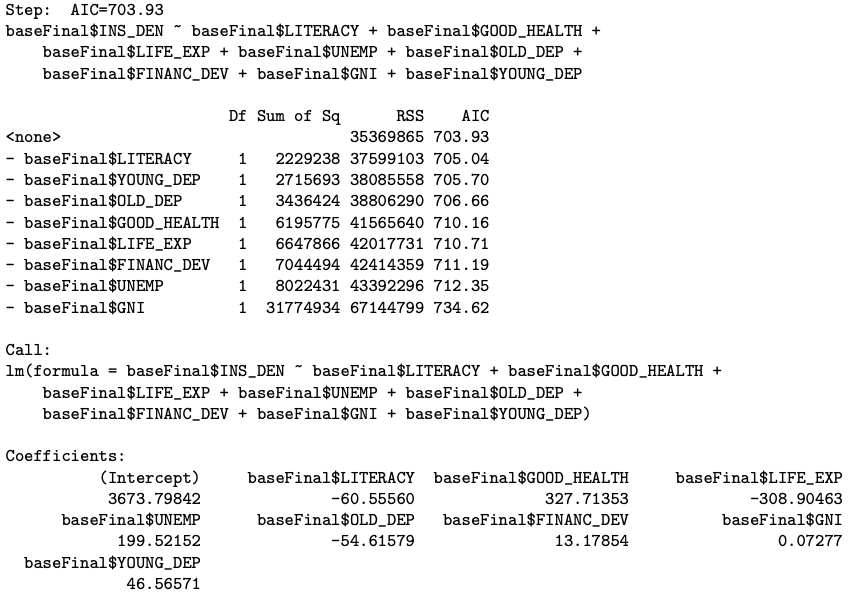 Step:  AIC=703.93
baseFinal$INS_DEN ~ baseFinal$LITERACY + baseFinal$GOOD_HEALTH +
    baseFinal$LIFE_EXP + baseFinal$UNEMP + baseFinal$OLD_DEP +
    baseFinal$FINANC_DEV + baseFinal$GNI + baseFinal$YOUNG_DEP

                        Df Sum of Sq      RSS    AIC
<none>                               35369865 703.93
- baseFinal$LITERACY     1   2229238 37599103 705.04
- baseFinal$YOUNG_DEP    1   2715693 38085558 705.70
- baseFinal$OLD_DEP      1   3436424 38806290 706.66
- baseFinal$GOOD_HEALTH  1   6195775 41565640 710.16
- baseFinal$LIFE_EXP     1   6647866 42017731 710.71
- baseFinal$FINANC_DEV   1   7044494 42414359 711.19
- baseFinal$UNEMP        1   8022431 43392296 712.35
- baseFinal$GNI          1  31774934 67144799 734.62

Call:
lm(formula = baseFinal$INS_DEN ~ baseFinal$LITERACY + baseFinal$GOOD_HEALTH +
    baseFinal$LIFE_EXP + baseFinal$UNEMP + baseFinal$OLD_DEP +
    baseFinal$FINANC_DEV + baseFinal$GNI + baseFinal$YOUNG_DEP)

Coefficients:
          (Intercept)     baseFinal$LITERACY  baseFinal$GOOD_HEALTH     baseFinal$LIFE_EXP
           3673.79842              -60.55560              327.71353             -308.90463
      baseFinal$UNEMP      baseFinal$OLD_DEP   baseFinal$FINANC_DEV          baseFinal$GNI
            199.52152              -54.61579               13.17854                0.07277
  baseFinal$YOUNG_DEP
             46.56571